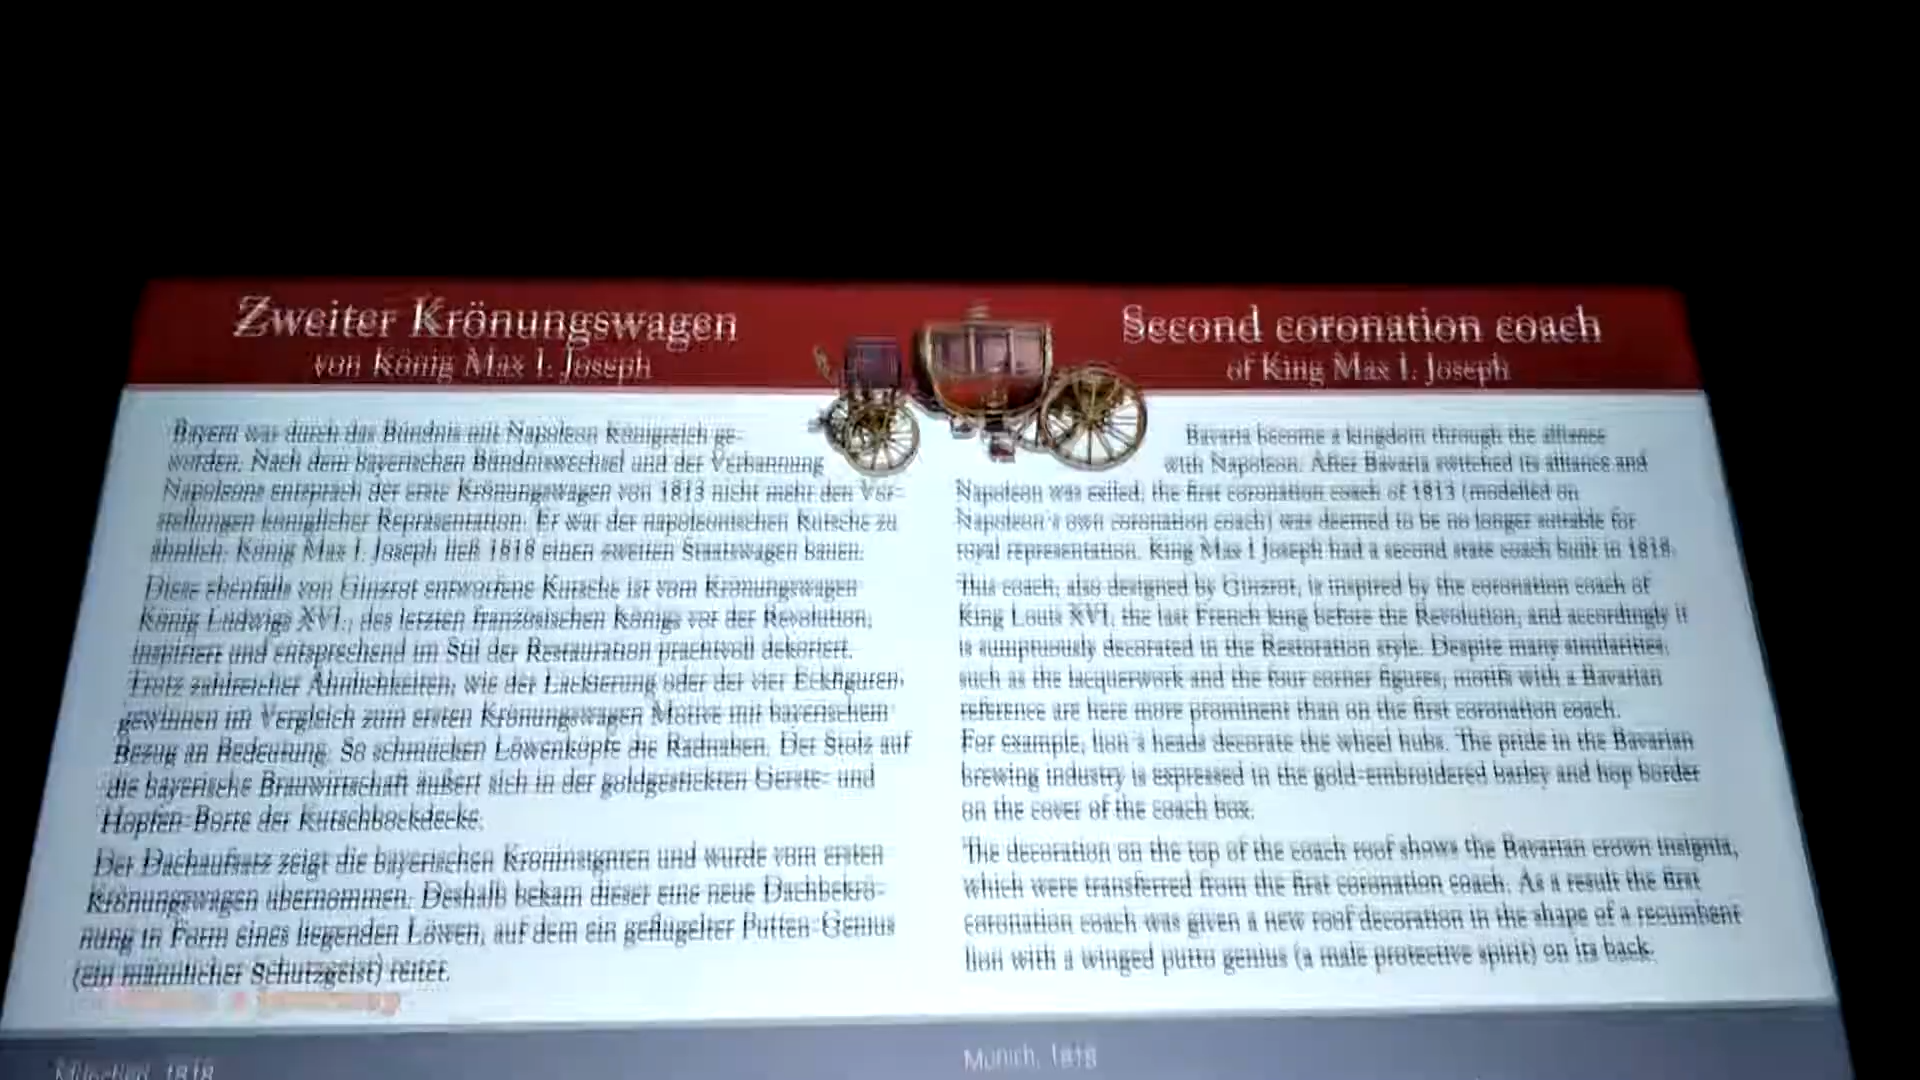 Zweiter Krönungswagen
von König Max I. Joseph
Bayern war durch das Bündnis mit Napoleon Königreich ge-
worden. Nach dem bayerischen Bündniswechsel und der Verbannung
Napoleons entsprach der erste Krönungswagen von 1813 nicht mehr den Vor-
stellungen königlicher Repräsentation. Er war der napoleonischen Kutsche zu
ähnlich. König Max I. Joseph ließ 1818 einen zweiten Staatswagen bauen.
Diese ebenfalls von Ginzrot entworfene Kutsche ist vom Krönungswagen
König Ludwigs XVI., des letzten französischen Königs vor der Revolution,
inspiriert und entsprechend im Stil der Restauration prachtvoll dekoriert.
Trotz zahlreicher Ähnlichkeiten, wie der Lackierung oder der vier Eckfiguren,
gewinnen im Vergleich zum ersten Krönungswagen Motive mit bayerischem
Bezug an Bedeutung. So schmücken Löwenköpfe die Radnaben. Der Stolz auf
die bayerische Brauwirtschaft äußert sich in der goldgestickten Gerste- und
Hopfen-Borte der Kutschbockdecke.
Der Dachaufsatz zeigt die bayerischen Kroninsignien und wurde vom ersten
Krönungswagen übernommen. Deshalb bekam dieser eine neue Dachbekrö-
nung in Form eines liegenden Löwen, auf dem ein geflügelter Putten-Genius
(ein männlicher Schutzgeist) reitet.
München, 1818
Second coronation coach
of King Max I. Joseph
Bavaria become a kingdom through the alliance
with Napoleon. After Bavaria switched its alliance and
Napoleon was exiled, the first coronation coach of 1813 (modelled on
Napoleon's own coronation coach) was deemed to be no longer suitable for
royal representation. King Max I Joseph had a second state coach built in 1818.
This coach, also designed by Ginzrot, is inspired by the coronation coach of
King Louis XVI, the last French king before the Revolution, and accordingly it
is sumptuously decorated in the Restoration style. Despite many similarities,
such as the lacquerwork and the four corner figures, motifs with a Bavarian
reference are here more prominent than on the first coronation coach.
For example, lion's heads decorate the wheel hubs. The pride in the Bavarian
brewing industry is expressed in the gold-embroidered barley and hop border
on the cover of the coach box.
The decoration on the top of the coach roof shows the Bavarian crown insignia,
which were transferred from the first coronation coach. As a result the first
coronation coach was given a new roof decoration in the shape of a recumbent
lion with a winged putto genius (a male protective spirit) on its back.
Munich, 1818